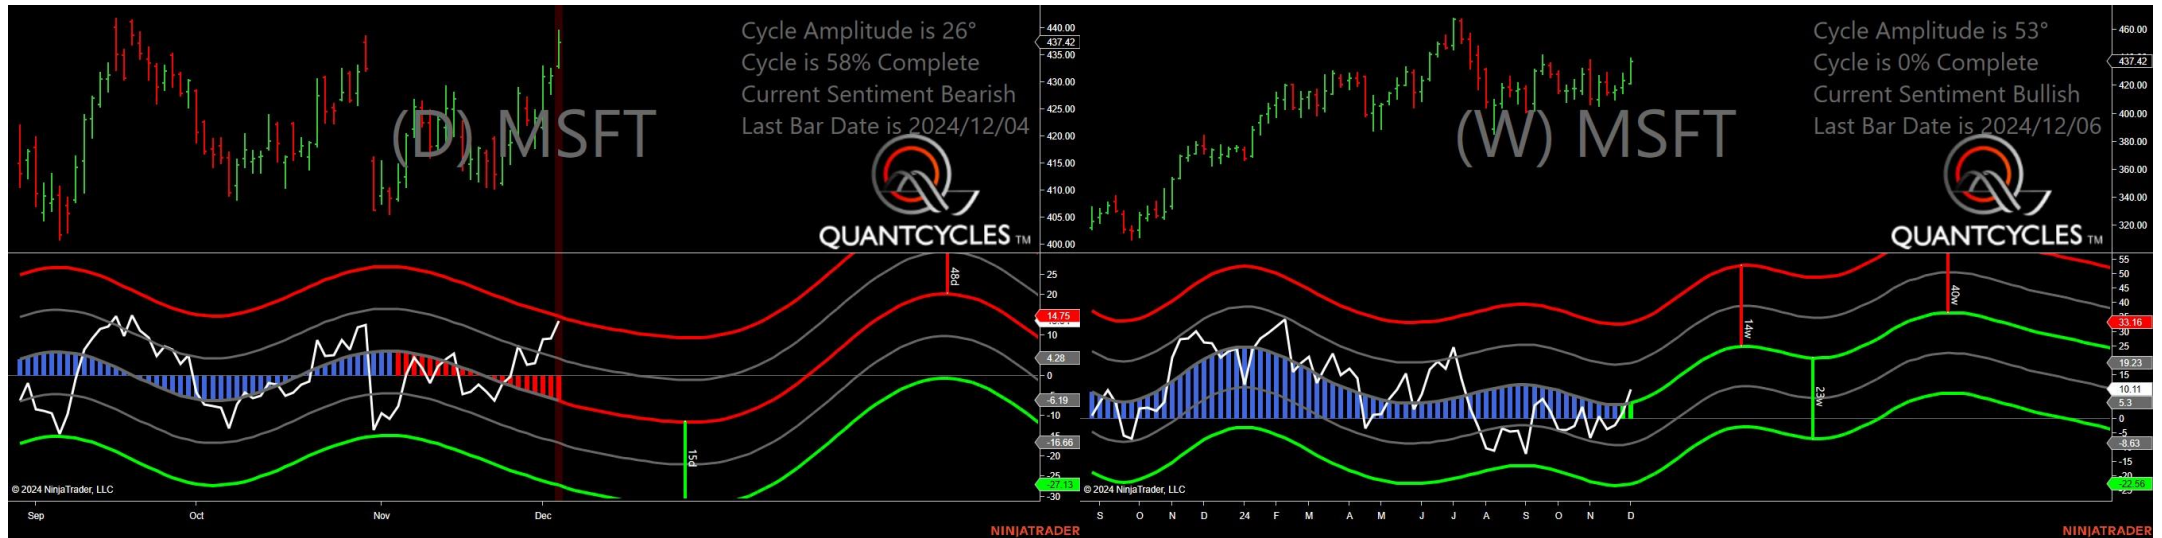 Cycle Amplitude is 26°
Cycle is 58% Complete
Current Sentiment Bearish
Last Bar Date is 2024/12/04
(D) MSFT
QUANTCYCLES TM
440.00
437.42
435.00
430.00
425.00
420.00
415.00
410.00
405.00
400.00
48d
15d
25
20
14.75
10
4.28
0
-6.19
-10
-16.66
-20
-27.13
-30
© 2024 NinjaTrader, LLC
Sep Oct Nov Dec
NINJATRADER
Cycle Amplitude is 53°
Cycle is 0% Complete
Current Sentiment Bullish
Last Bar Date is 2024/12/06
(W) MSFT
QUANTCYCLES TM
460.00
437.42
420.00
400.00
380.00
360.00
340.00
320.00
14w
23w
40w
55
50
45
40
33.16
30
25
19.23
15
10.11
5.3
0
-5
-8.63
-15
-22.56
© 2024 NinjaTrader, LLC
S O N D 24 F M A M J J A S O N D
NINJATRADER